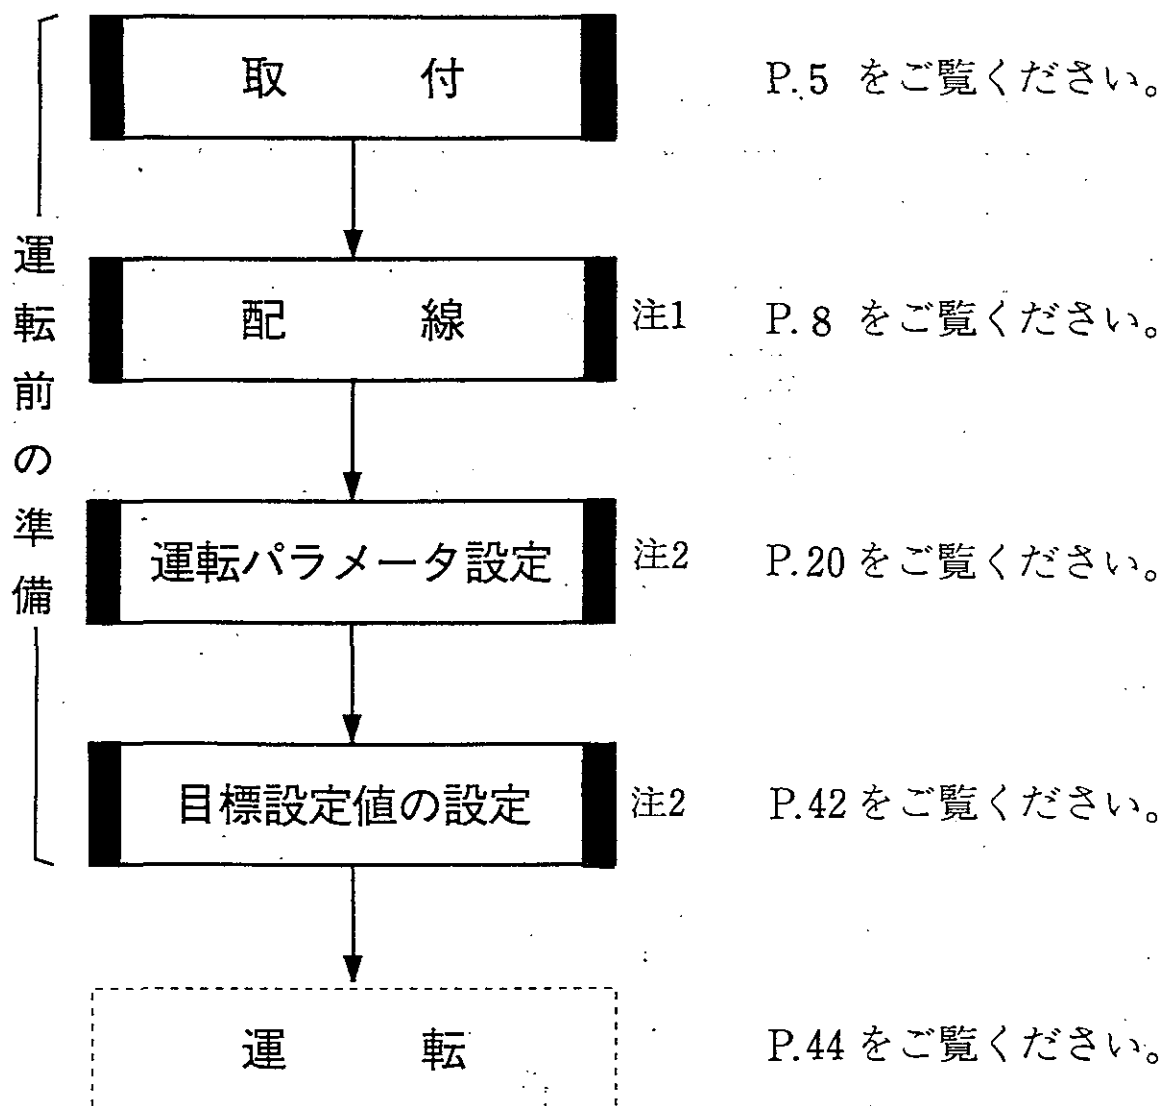 運転前の準備
取 付 P.5 をご覧ください。
配 線 注1 P.8 をご覧ください。
運転パラメータ設定 注2 P.20 をご覧ください。
目標設定値の設定 注2 P.42 をご覧ください。
運 転 P.44 をご覧ください。